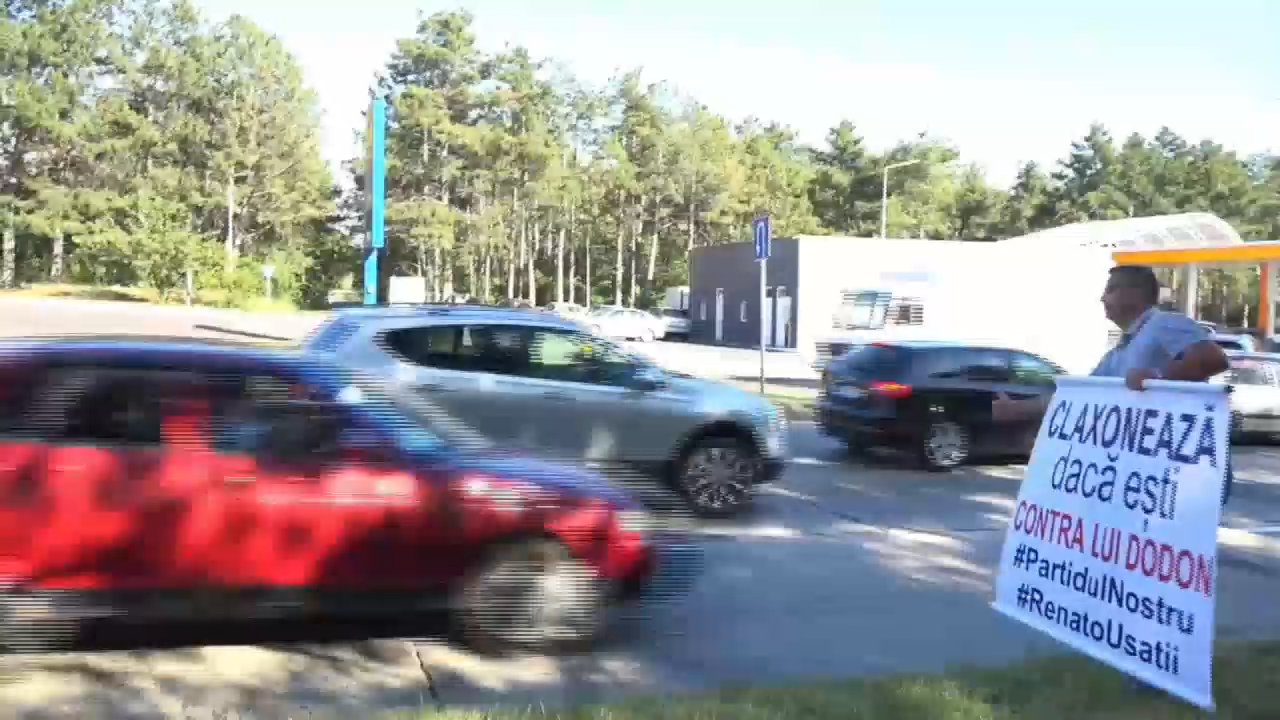 CLAXONEAZĂ
dacă ești
CONTRA LUI DODON
#PartidulNostru
#RenatoUsatii